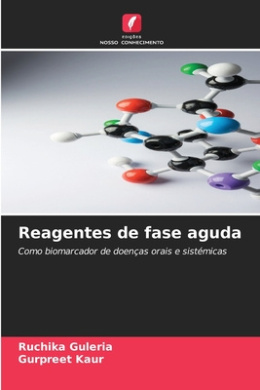 edições
NOSSO CONHECIMENTO
Reagentes de fase aguda
Como biomarcador de doenças orais e sistémicas
Ruchika Guleria
Gurpreet Kaur